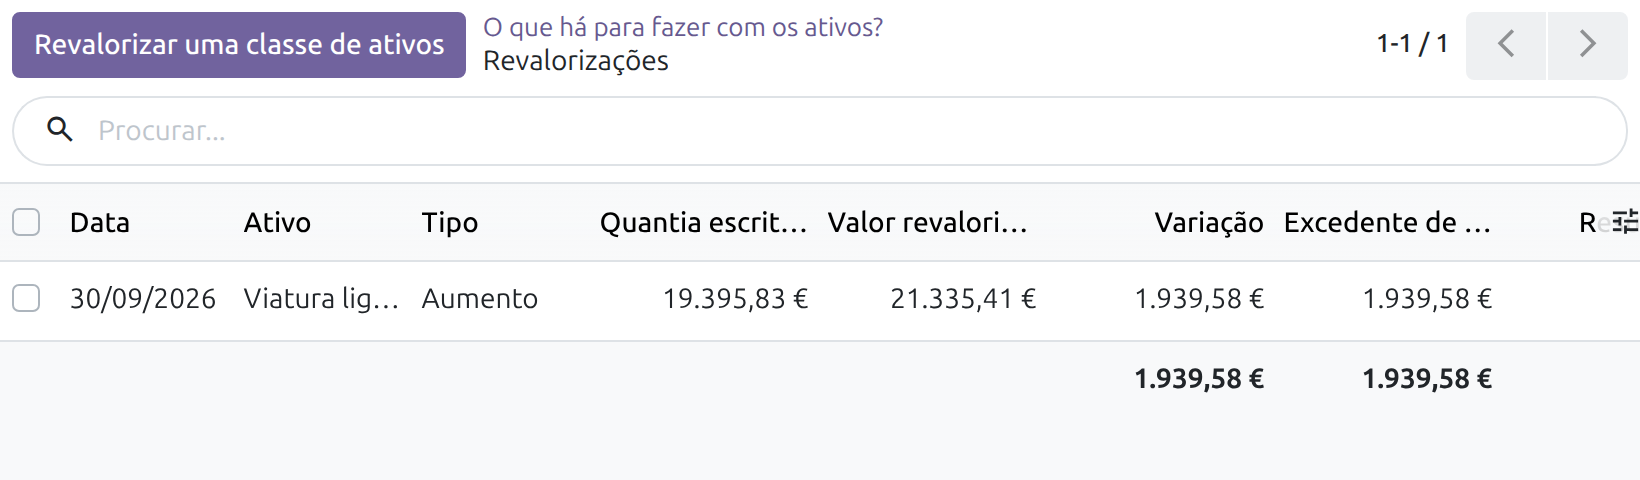 Revalorizar uma classe de ativos
O que há para fazer com os ativos?
Revalorizações
1-1 / 1
Procurar...
Data Ativo Tipo Quantia escrit... Valor revalori... Variação Excedente de ... Re
30/09/2026 Viatura lig... Aumento 19.395,83 € 21.335,41 € 1.939,58 € 1.939,58 €
1.939,58 € 1.939,58 €